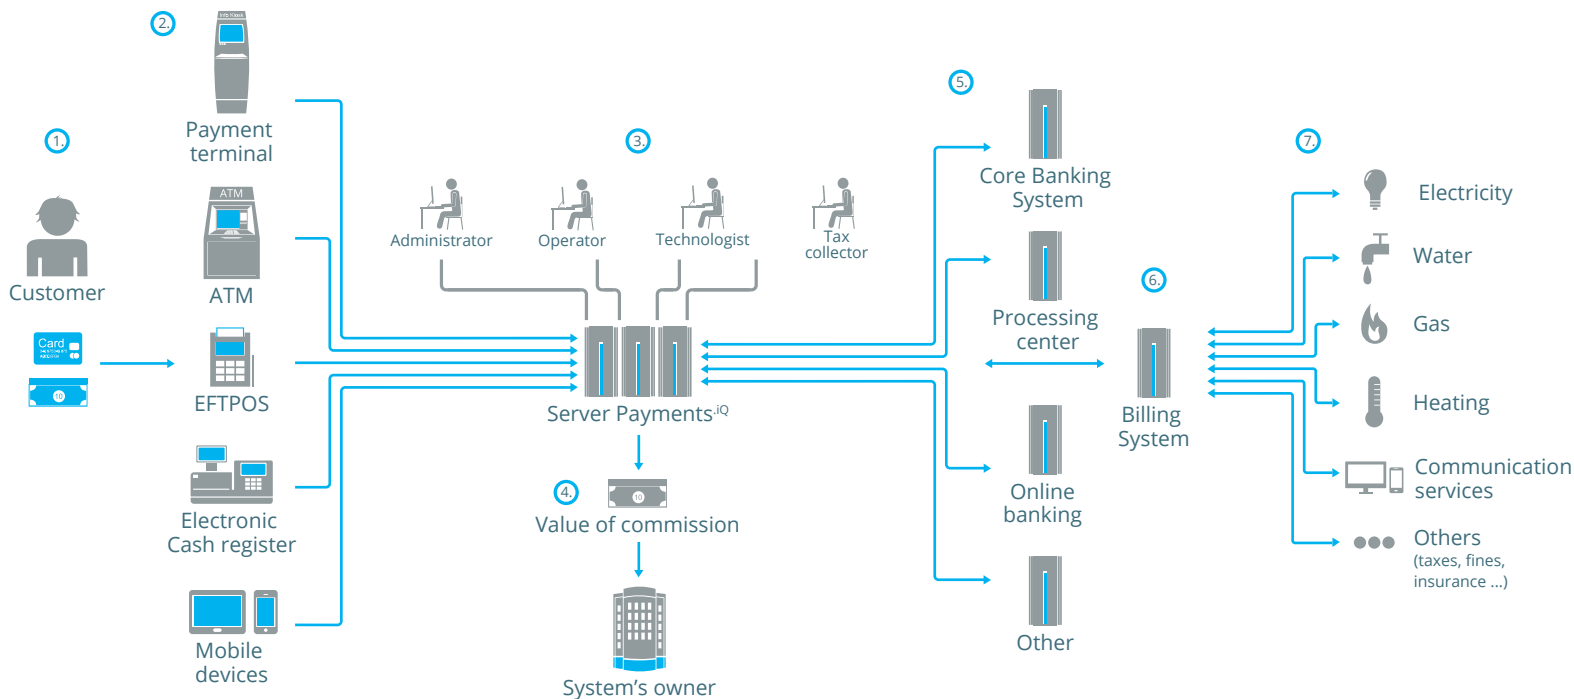 1.
Customer
Card
10
2.
Info Kiosk
Payment
terminal
ATM
ATM
EFTPOS
Electronic
Cash register
Mobile
devices
3.
Administrator
Operator
Technologist
Tax
collector
Server Payments.iQ
4.
10
Value of commission
System's owner
5.
Core Banking
System
Processing
center
Online
banking
Other
6.
Billing
System
7.
Electricity
Water
Gas
Heating
Communication
services
Others
(taxes, fines,
insurance ...)